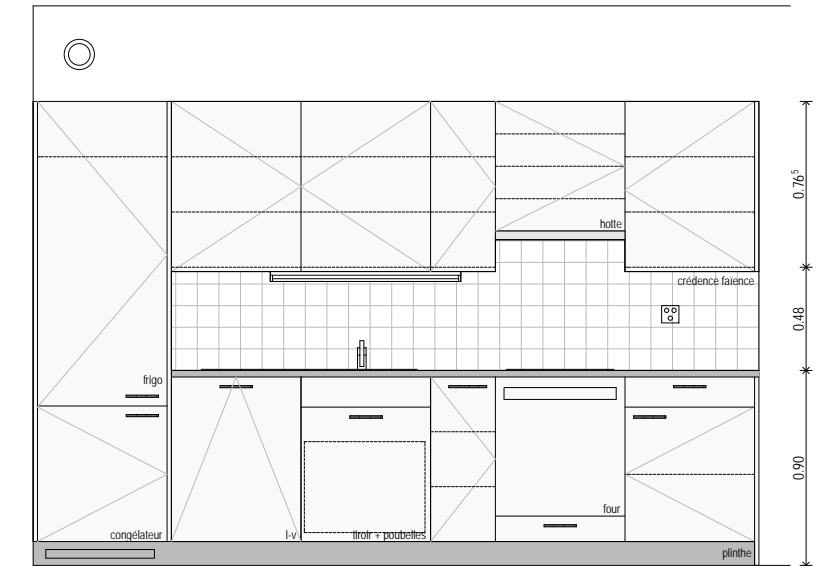 hotte
0.76⁵
crédence faïence
0.48
frigo
0.90
four
congélateur
l-v
tiroir + poubelles
plinthe